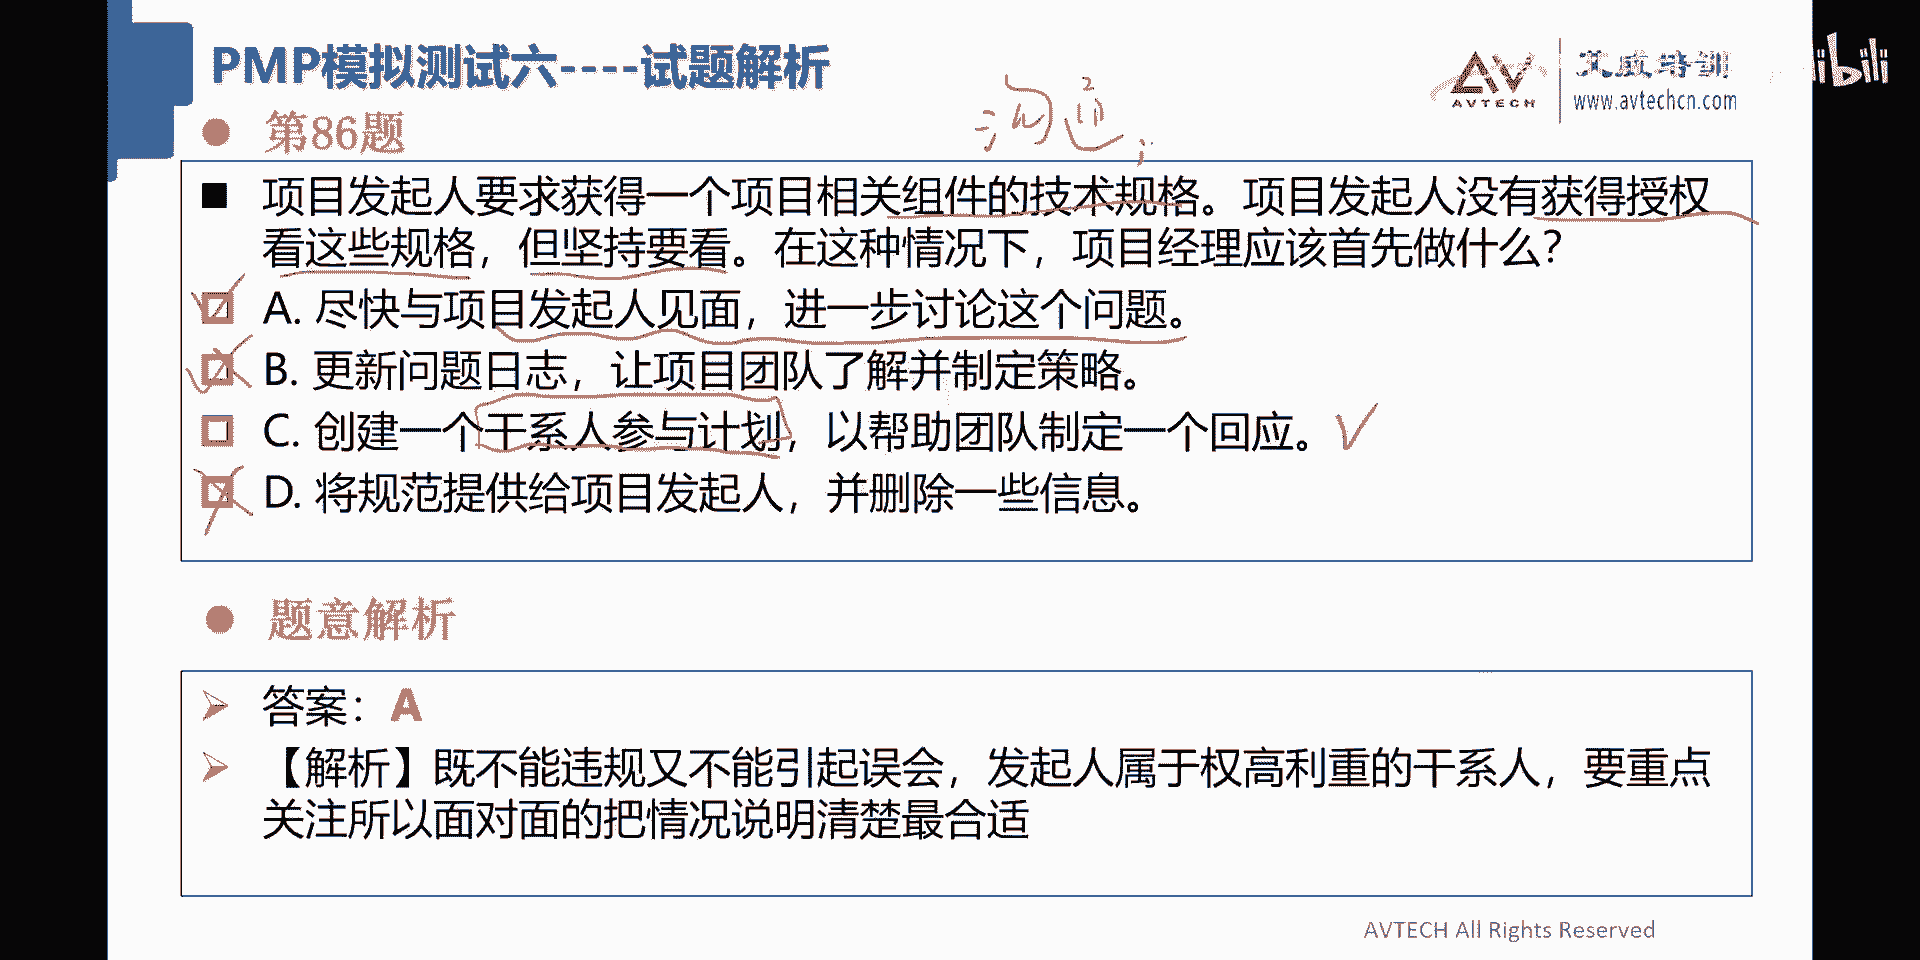 PMP模拟测试六----试题解析
艾威培训
AVTECH
www.avtechcn.com
第86题
沟通;
项目发起人要求获得一个项目相关组件的技术规格。项目发起人没有获得授权
看这些规格，但坚持要看。在这种情况下，项目经理应该首先做什么？
A. 尽快与项目发起人见面，进一步讨论这个问题。
B. 更新问题日志，让项目团队了解并制定策略。
C. 创建一个干系人参与计划，以帮助团队制定一个回应。
D. 将规范提供给项目发起人，并删除一些信息。
题意解析
答案：A
【解析】既不能违规又不能引起误会，发起人属于权高利重的干系人，要重点
关注所以面对面的把情况说明清楚最合适
AVTECH All Rights Reserved